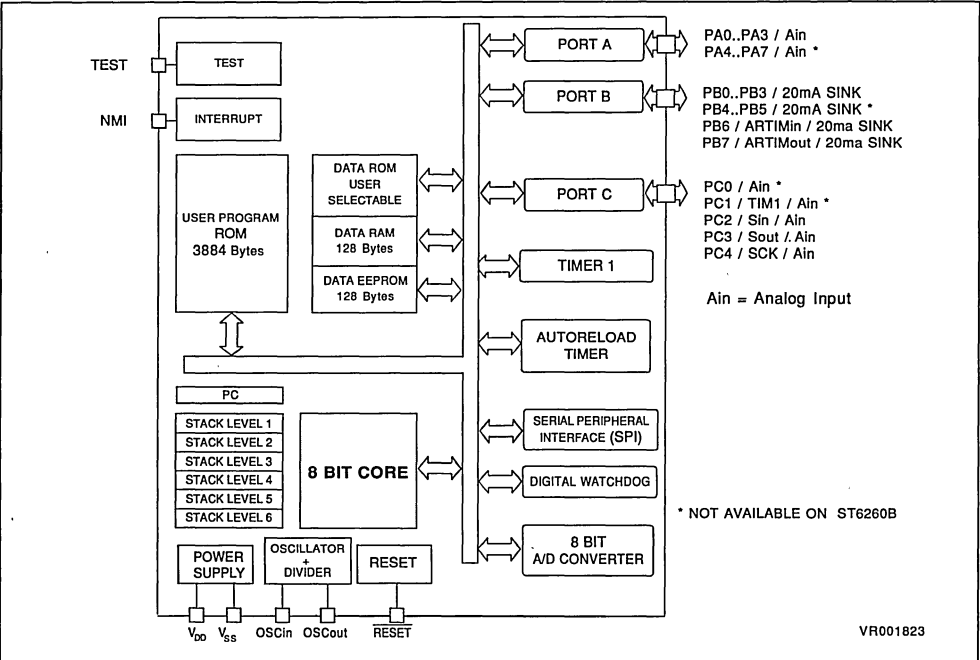 TEST
TEST
NMI
INTERRUPT
USER PROGRAM
ROM
3884 Bytes
DATA ROM
USER
SELECTABLE
DATA RAM
128 Bytes
DATA EEPROM
128 Bytes
PC
STACK LEVEL 1
STACK LEVEL 2
STACK LEVEL 3
STACK LEVEL 4
STACK LEVEL 5
STACK LEVEL 6
8 BIT CORE
POWER
SUPPLY
OSCILLATOR
+
DIVIDER
RESET
VDD
VSS
OSCin
OSCout
RESET
PORT A
PORT B
PORT C
TIMER 1
AUTORELOAD
TIMER
SERIAL PERIPHERAL
INTERFACE (SPI)
DIGITAL WATCHDOG
8 BIT
A/D CONVERTER
PA0..PA3 / Ain
PA4..PA7 / Ain *
PB0..PB3 / 20mA SINK
PB4..PB5 / 20mA SINK *
PB6 / ARTIMin / 20ma SINK
PB7 / ARTIMout / 20ma SINK
PC0 / Ain *
PC1 / TIM1 / Ain *
PC2 / Sin / Ain
PC3 / Sout / Ain
PC4 / SCK / Ain
Ain = Analog Input
* NOT AVAILABLE ON ST6260B
VR001823